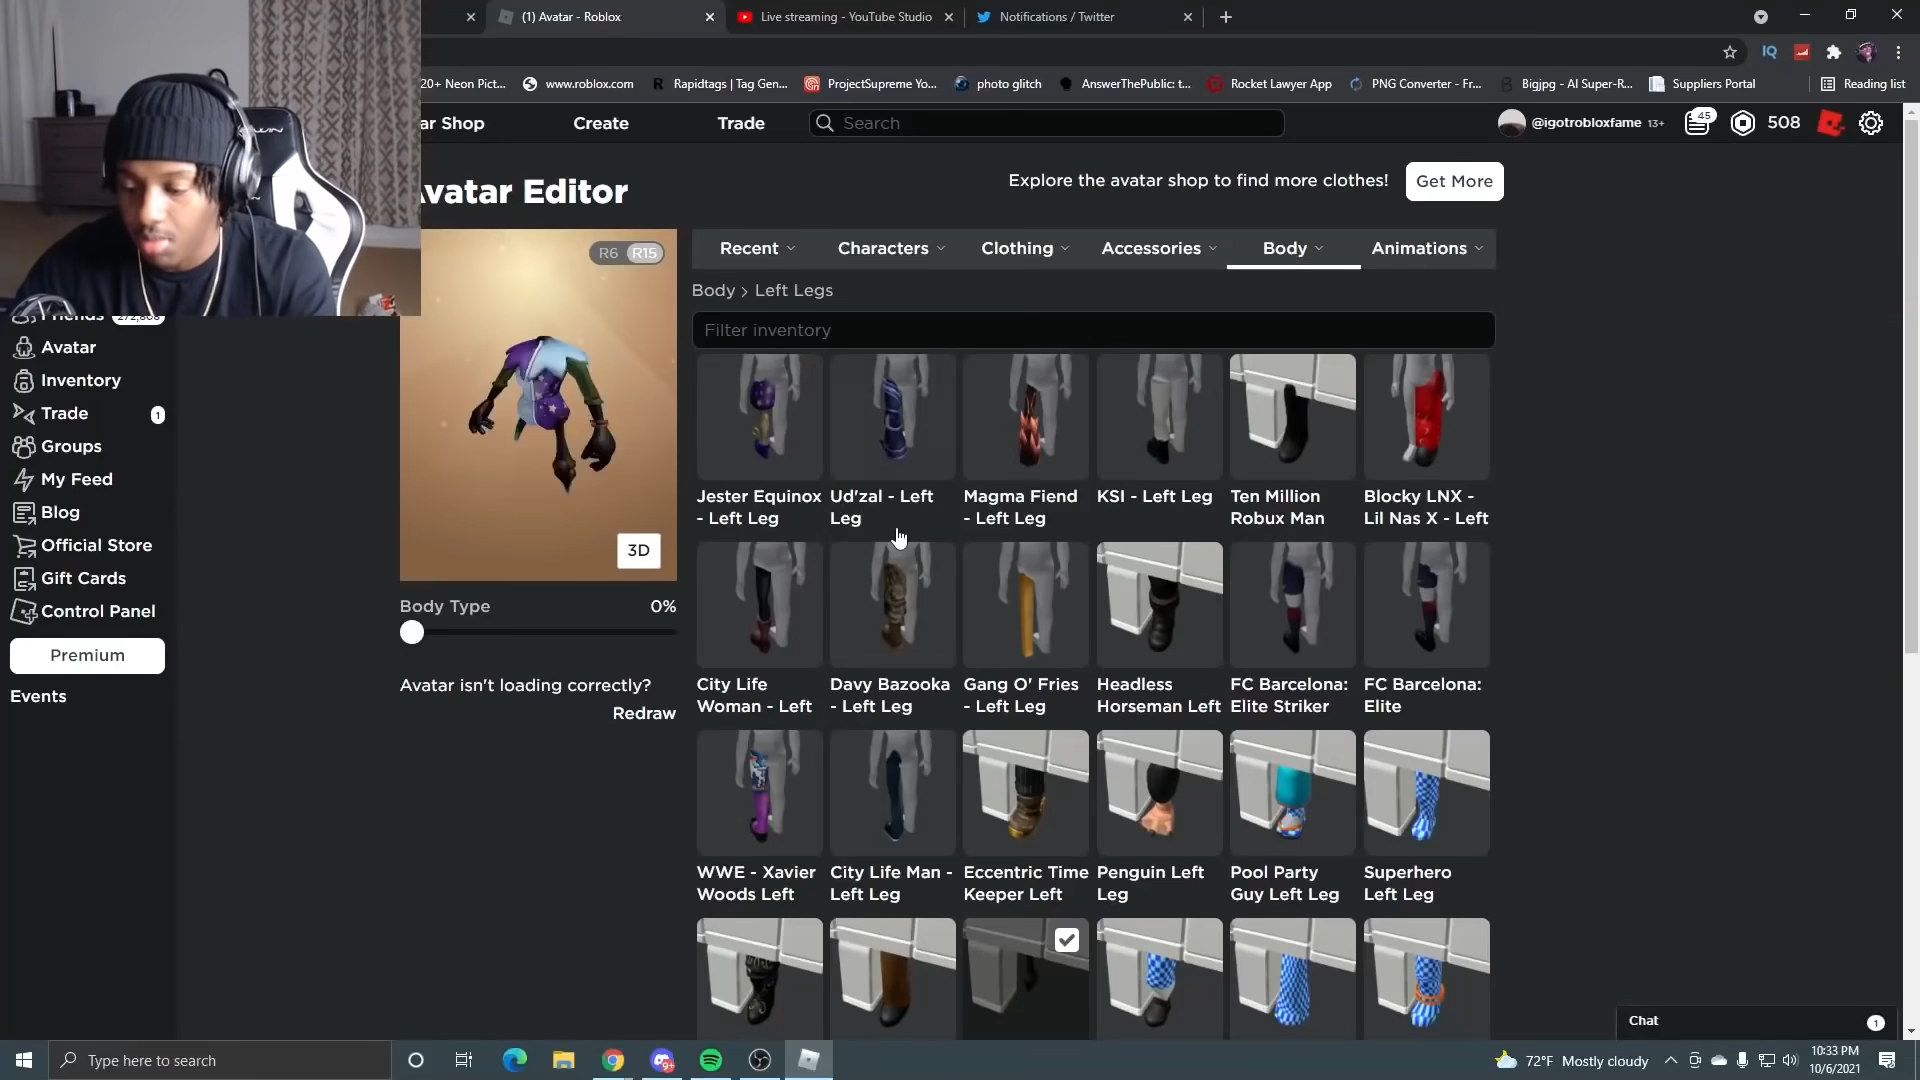 (1) Avatar - Roblox
Live streaming - YouTube Studio
Notifications / Twitter
20+ Neon Pict...
www.roblox.com
Rapidtags | Tag Gen...
ProjectSupreme Yo...
photo glitch
AnswerThePublic: t...
Rocket Lawyer App
PNG Converter - Fr...
Bigjpg - AI Super-R...
Suppliers Portal
Reading list
ar Shop
Create
Trade
Search
@igotrobloxfame 13+
45
508
Avatar Editor
Explore the avatar shop to find more clothes!
Get More
R6 R15
Recent
Characters
Clothing
Accessories
Body
Animations
Body > Left Legs
Filter inventory
Friends
Avatar
Inventory
Trade 1
Groups
My Feed
Blog
Official Store
Gift Cards
Control Panel
Premium
Events
3D
Body Type 0%
Avatar isn't loading correctly?
Redraw
Jester Equinox
- Left Leg
Ud'zal - Left
Leg
Magma Fiend
- Left Leg
KSI - Left Leg
Ten Million
Robux Man
Blocky LNX -
Lil Nas X - Left
City Life
Woman - Left
Davy Bazooka
- Left Leg
Gang O' Fries
- Left Leg
Headless
Horseman Left
FC Barcelona:
Elite Striker
FC Barcelona:
Elite
WWE - Xavier
Woods Left
City Life Man -
Left Leg
Eccentric Time
Keeper Left
Penguin Left
Leg
Pool Party
Guy Left Leg
Superhero
Left Leg
Chat 1
Type here to search
9+
72°F Mostly cloudy
10:33 PM
10/6/2021